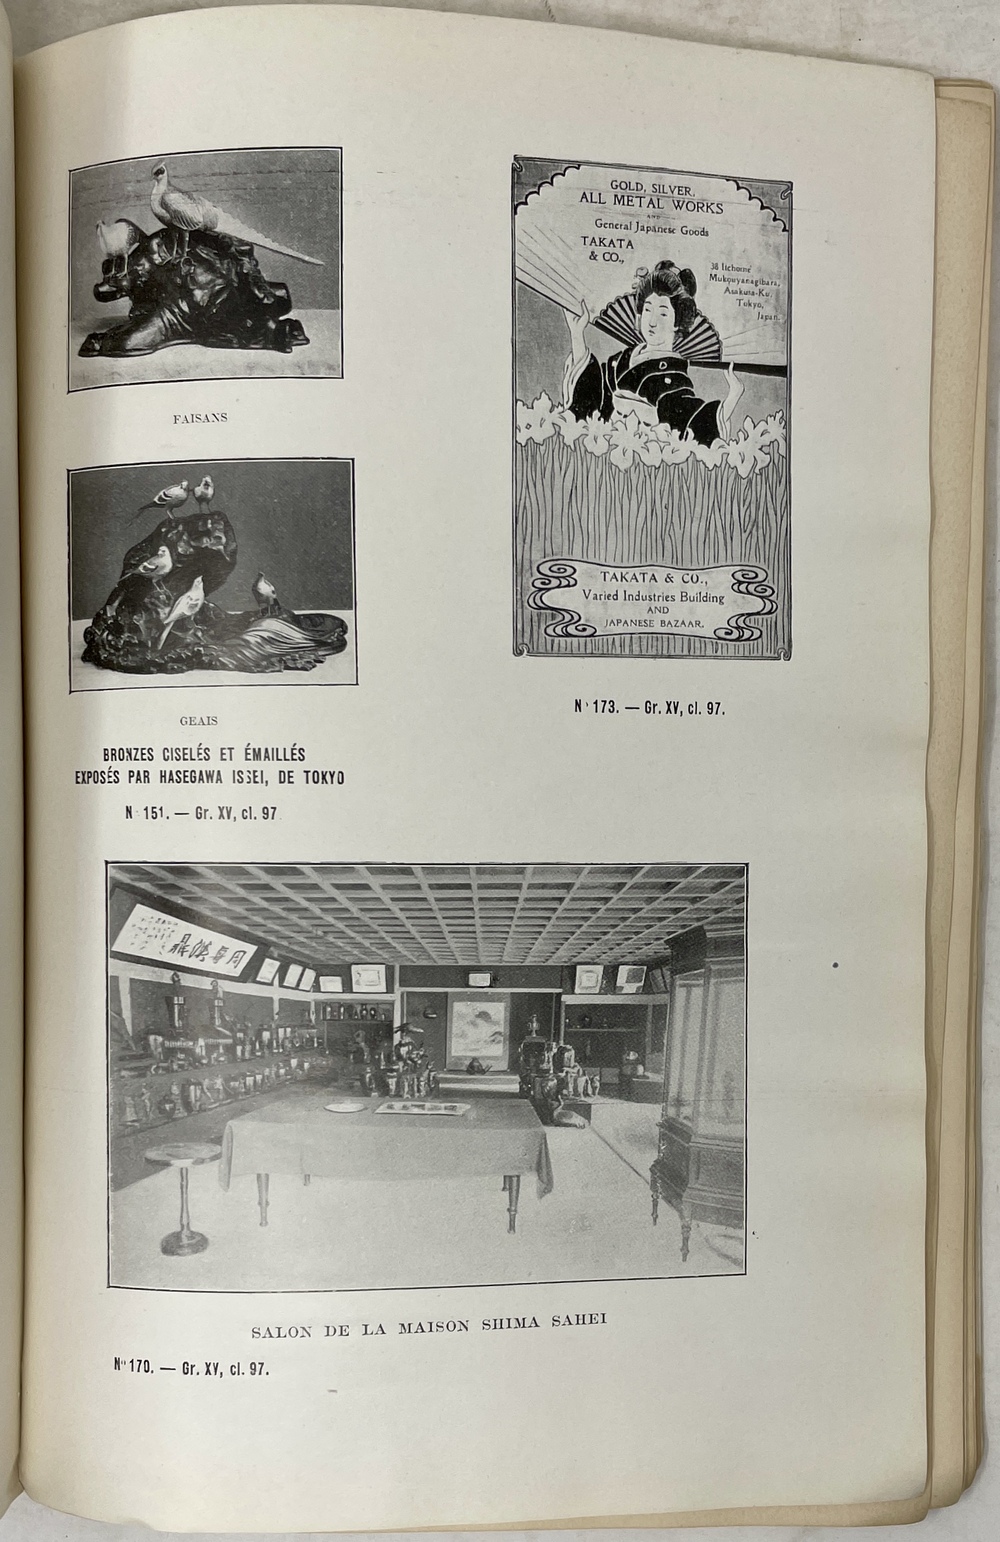 FAISANS
GEAIS
BRONZES CISELÉS ET ÉMAILLÉS
EXPOSÉS PAR HASEGAWA ISSEI, DE TOKYO
N° 151. — Gr. XV, cl. 97
GOLD, SILVER,
ALL METAL WORKS
AND
General Japanese Goods
TAKATA
& CO.,
38 Itchome
Mukouyanagibara,
Asakusa-Ku,
Tokyo,
Japan.
TAKATA & CO.,
Varied Industries Building
AND
JAPANESE BAZAAR.
N° 173. — Gr. XV, cl. 97.
SALON DE LA MAISON SHIMA SAHEI
N° 170. — Gr. XV, cl. 97.